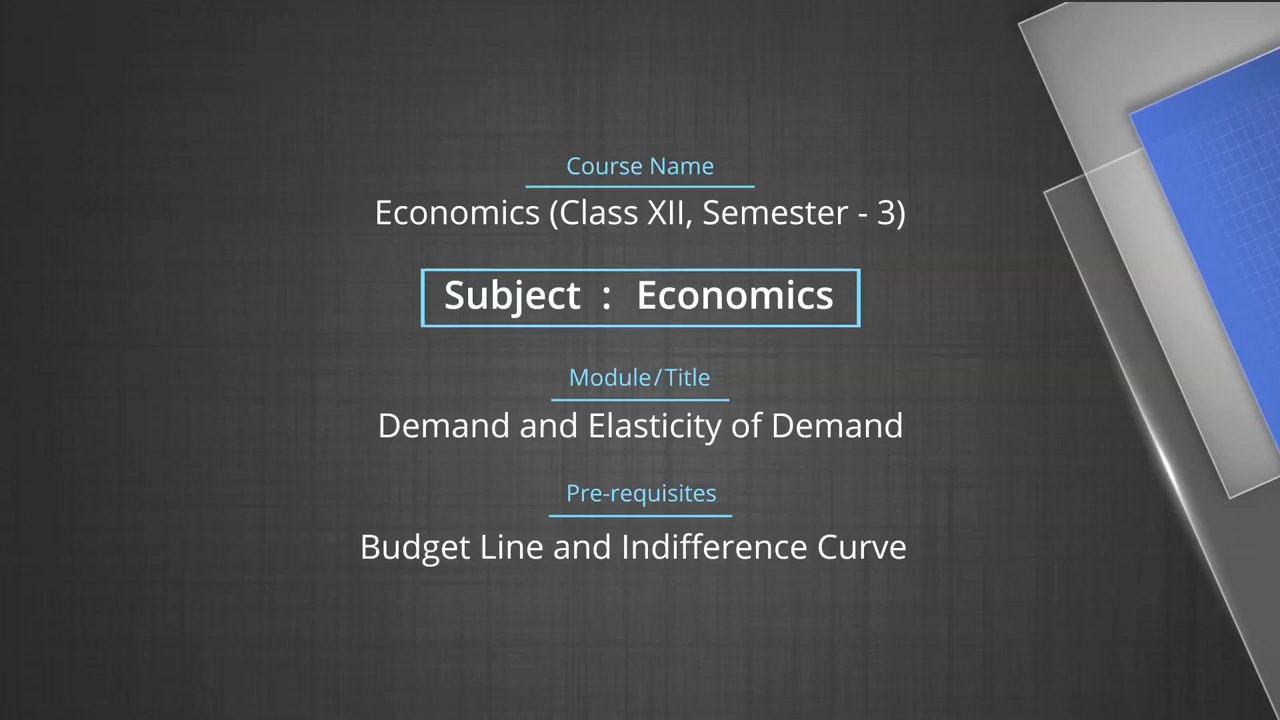 Course Name
Economics (Class XII, Semester - 3)
Subject : Economics
Module/Title
Demand and Elasticity of Demand
Pre-requisites
Budget Line and Indifference Curve